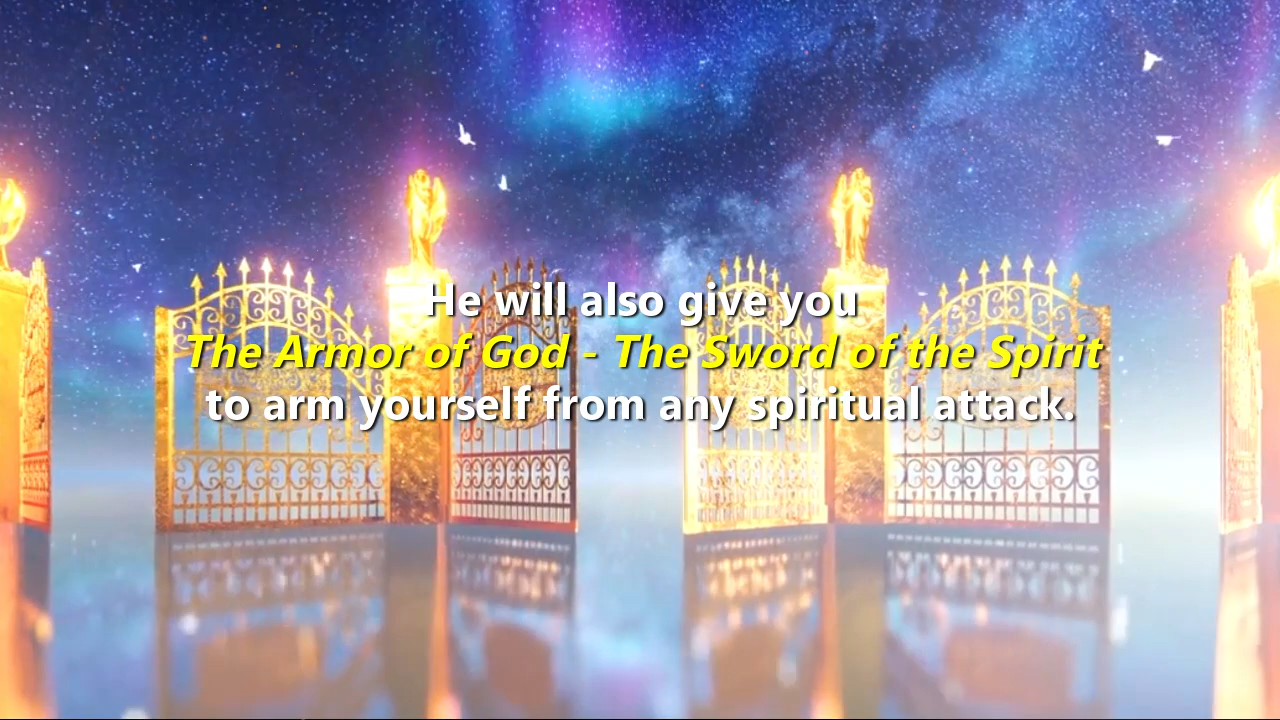 He will also give you
The Armor of God - The Sword of the Spirit
to arm yourself from any spiritual attack.